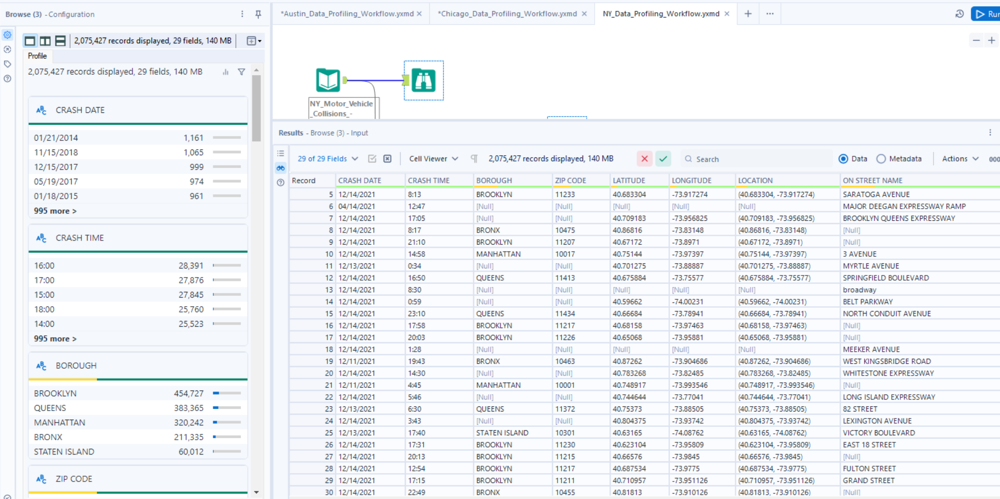 Browse (3) - Configuration
*Austin_Data_Profiling_Workflow.yxmd
*Chicago_Data_Profiling_Workflow.yxmd
NY_Data_Profiling_Workflow.yxmd
Run
2,075,427 records displayed, 29 fields, 140 MB
Profile
2,075,427 records displayed, 29 fields, 140 MB
ABC CRASH DATE
01/21/2014 1,161
11/15/2018 1,065
12/15/2017 999
05/19/2017 974
01/18/2015 961
995 more >
ABC CRASH TIME
16:00 28,391
17:00 27,876
15:00 27,845
18:00 25,760
14:00 25,523
995 more >
ABC BOROUGH
BROOKLYN 454,727
QUEENS 383,365
MANHATTAN 320,242
BRONX 211,335
STATEN ISLAND 60,012
ABC ZIP CODE
NY_Motor_Vehicle
_Collisions_-
Results - Browse (3) - Input
29 of 29 Fields Cell Viewer 2,075,427 records displayed, 140 MB Search Data Metadata Actions 000
Record CRASH DATE CRASH TIME BOROUGH ZIP CODE LATITUDE LONGITUDE LOCATION ON STREET NAME
5 12/14/2021 8:13 BROOKLYN 11233 40.683304 -73.917274 (40.683304, -73.917274) SARATOGA AVENUE
6 04/14/2021 12:47 [Null] [Null] [Null] [Null] [Null] MAJOR DEEGAN EXPRESSWAY RAMP
7 12/14/2021 17:05 [Null] [Null] 40.709183 -73.956825 (40.709183, -73.956825) BROOKLYN QUEENS EXPRESSWAY
8 12/14/2021 8:17 BRONX 10475 40.86816 -73.83148 (40.86816, -73.83148) [Null]
9 12/14/2021 21:10 BROOKLYN 11207 40.67172 -73.8971 (40.67172, -73.8971) [Null]
10 12/14/2021 14:58 MANHATTAN 10017 40.75144 -73.97397 (40.75144, -73.97397) 3 AVENUE
11 12/13/2021 0:34 [Null] [Null] 40.701275 -73.88887 (40.701275, -73.88887) MYRTLE AVENUE
12 12/14/2021 16:50 QUEENS 11413 40.675884 -73.75577 (40.675884, -73.75577) SPRINGFIELD BOULEVARD
13 12/14/2021 8:30 [Null] [Null] [Null] [Null] [Null] broadway
14 12/14/2021 0:59 [Null] [Null] 40.59662 -74.00231 (40.59662, -74.00231) BELT PARKWAY
15 12/14/2021 23:10 QUEENS 11434 40.66684 -73.78941 (40.66684, -73.78941) NORTH CONDUIT AVENUE
16 12/14/2021 17:58 BROOKLYN 11217 40.68158 -73.97463 (40.68158, -73.97463) [Null]
17 12/14/2021 20:03 BROOKLYN 11226 40.65068 -73.95881 (40.65068, -73.95881) [Null]
18 12/14/2021 1:28 [Null] [Null] [Null] [Null] [Null] MEEKER AVENUE
19 12/11/2021 19:43 BRONX 10463 40.87262 -73.904686 (40.87262, -73.904686) WEST KINGSBRIDGE ROAD
20 12/14/2021 14:30 [Null] [Null] 40.783268 -73.82485 (40.783268, -73.82485) WHITESTONE EXPRESSWAY
21 12/11/2021 4:45 MANHATTAN 10001 40.748917 -73.993546 (40.748917, -73.993546) [Null]
22 12/14/2021 5:46 [Null] [Null] 40.744644 -73.77041 (40.744644, -73.77041) LONG ISLAND EXPRESSWAY
23 12/13/2021 6:30 QUEENS 11372 40.75373 -73.88505 (40.75373, -73.88505) 82 STREET
24 12/14/2021 3:43 [Null] [Null] 40.804375 -73.93742 (40.804375, -73.93742) LEXINGTON AVENUE
25 12/13/2021 17:40 STATEN ISLAND 10301 40.63165 -74.08762 (40.63165, -74.08762) VICTORY BOULEVARD
26 12/14/2021 17:31 BROOKLYN 11230 40.623104 -73.95809 (40.623104, -73.95809) EAST 18 STREET
27 12/14/2021 20:13 BROOKLYN 11215 40.66576 -73.9845 (40.66576, -73.9845) [Null]
28 12/14/2021 12:54 BROOKLYN 11217 40.687534 -73.9775 (40.687534, -73.9775) FULTON STREET
29 12/14/2021 17:15 BROOKLYN 11211 40.710957 -73.951126 (40.710957, -73.951126) GRAND STREET
30 12/14/2021 22:49 BRONX 10455 40.81813 -73.910126 (40.81813, -73.910126) [Null]